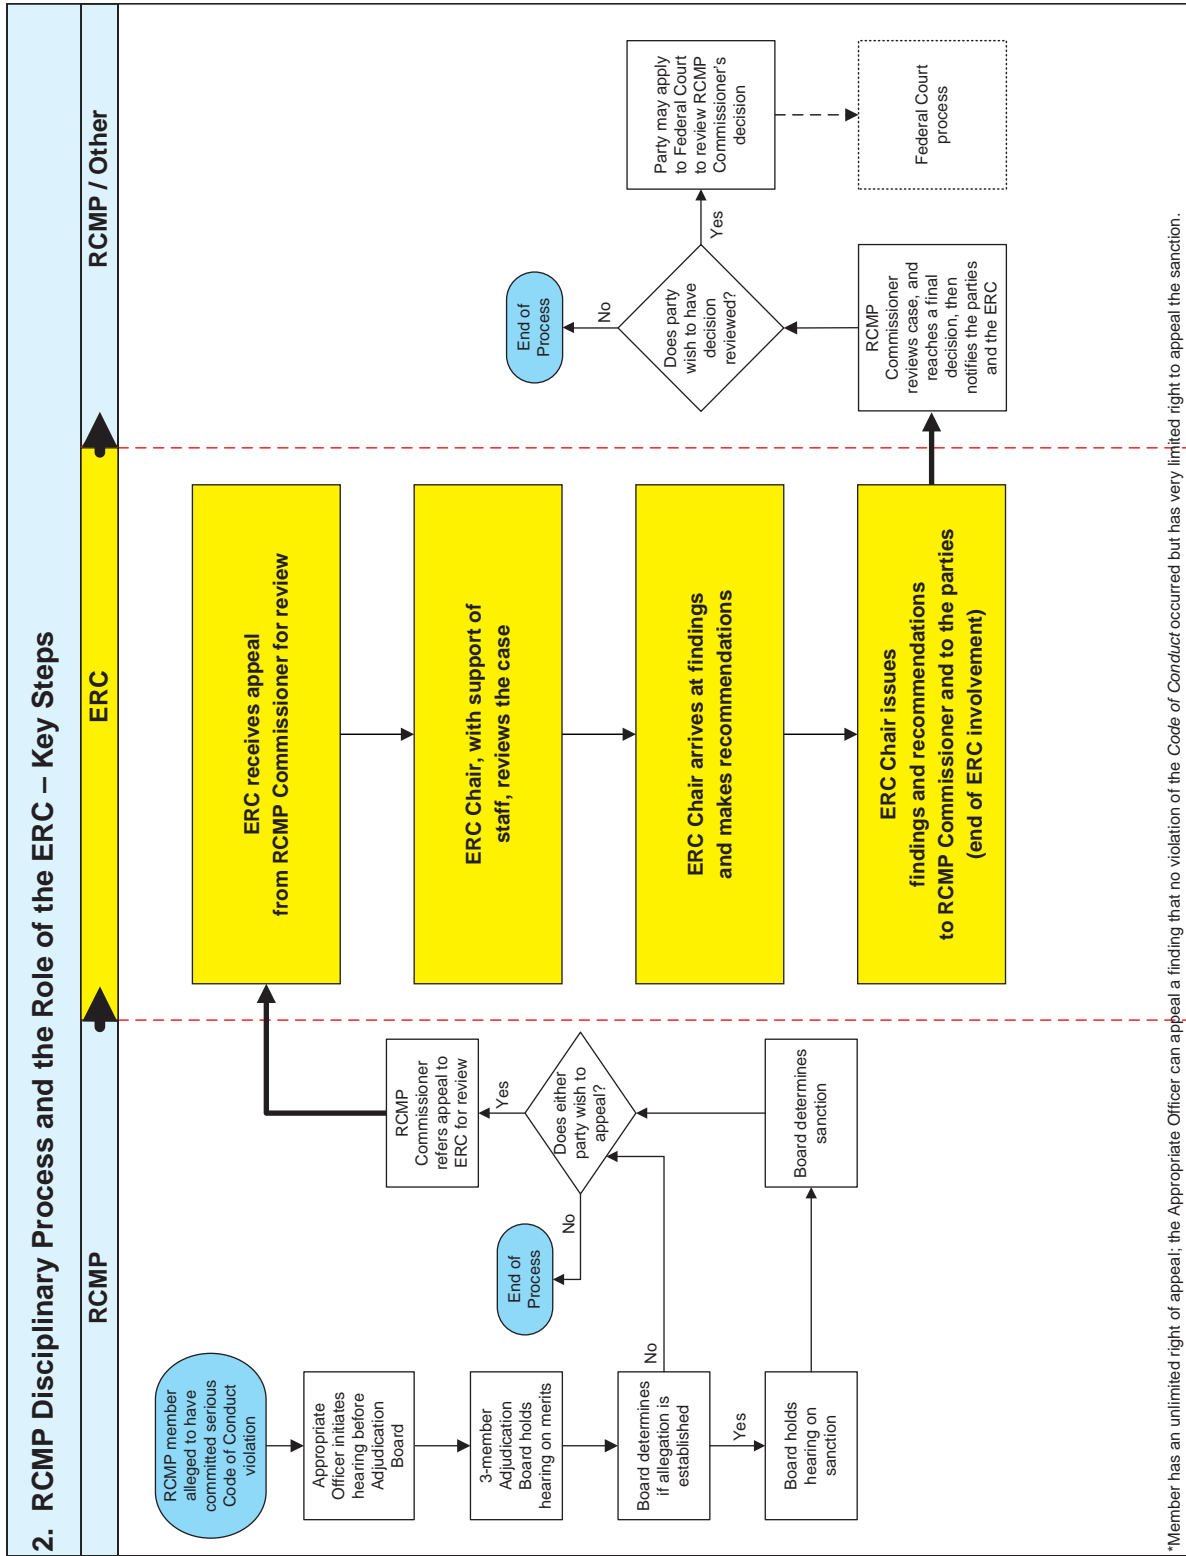 2. RCMP Disciplinary Process and the Role of the ERC – Key Steps
RCMP
ERC
RCMP / Other
RCMP member
alleged to have
committed serious
Code of Conduct
violation
Appropriate
Officer initiates
hearing before
Adjudication
Board
3-member
Adjudication
Board holds
hearing on merits
Board determines
if allegation is
established
No
Yes
Board holds
hearing on
sanction
Board determines
sanction
Does either
party wish to
appeal?
No
End of
Process
Yes
RCMP
Commissioner
refers appeal to
ERC for review
ERC receives appeal
from RCMP Commissioner for review
ERC Chair, with support of
staff, reviews the case
ERC Chair arrives at findings
and makes recommendations
ERC Chair issues
findings and recommendations
to RCMP Commissioner and to the parties
(end of ERC involvement)
RCMP
Commissioner
reviews case, and
reaches a final
decision, then
notifies the parties
and the ERC
Does party
wish to have
decision
reviewed?
No
End of
Process
Yes
Party may apply
to Federal Court
to review RCMP
Commissioner's
decision
Federal Court
process
*Member has an unlimited right of appeal; the Appropriate Officer can appeal a finding that no violation of the Code of Conduct occurred but has very limited right to appeal the sanction.